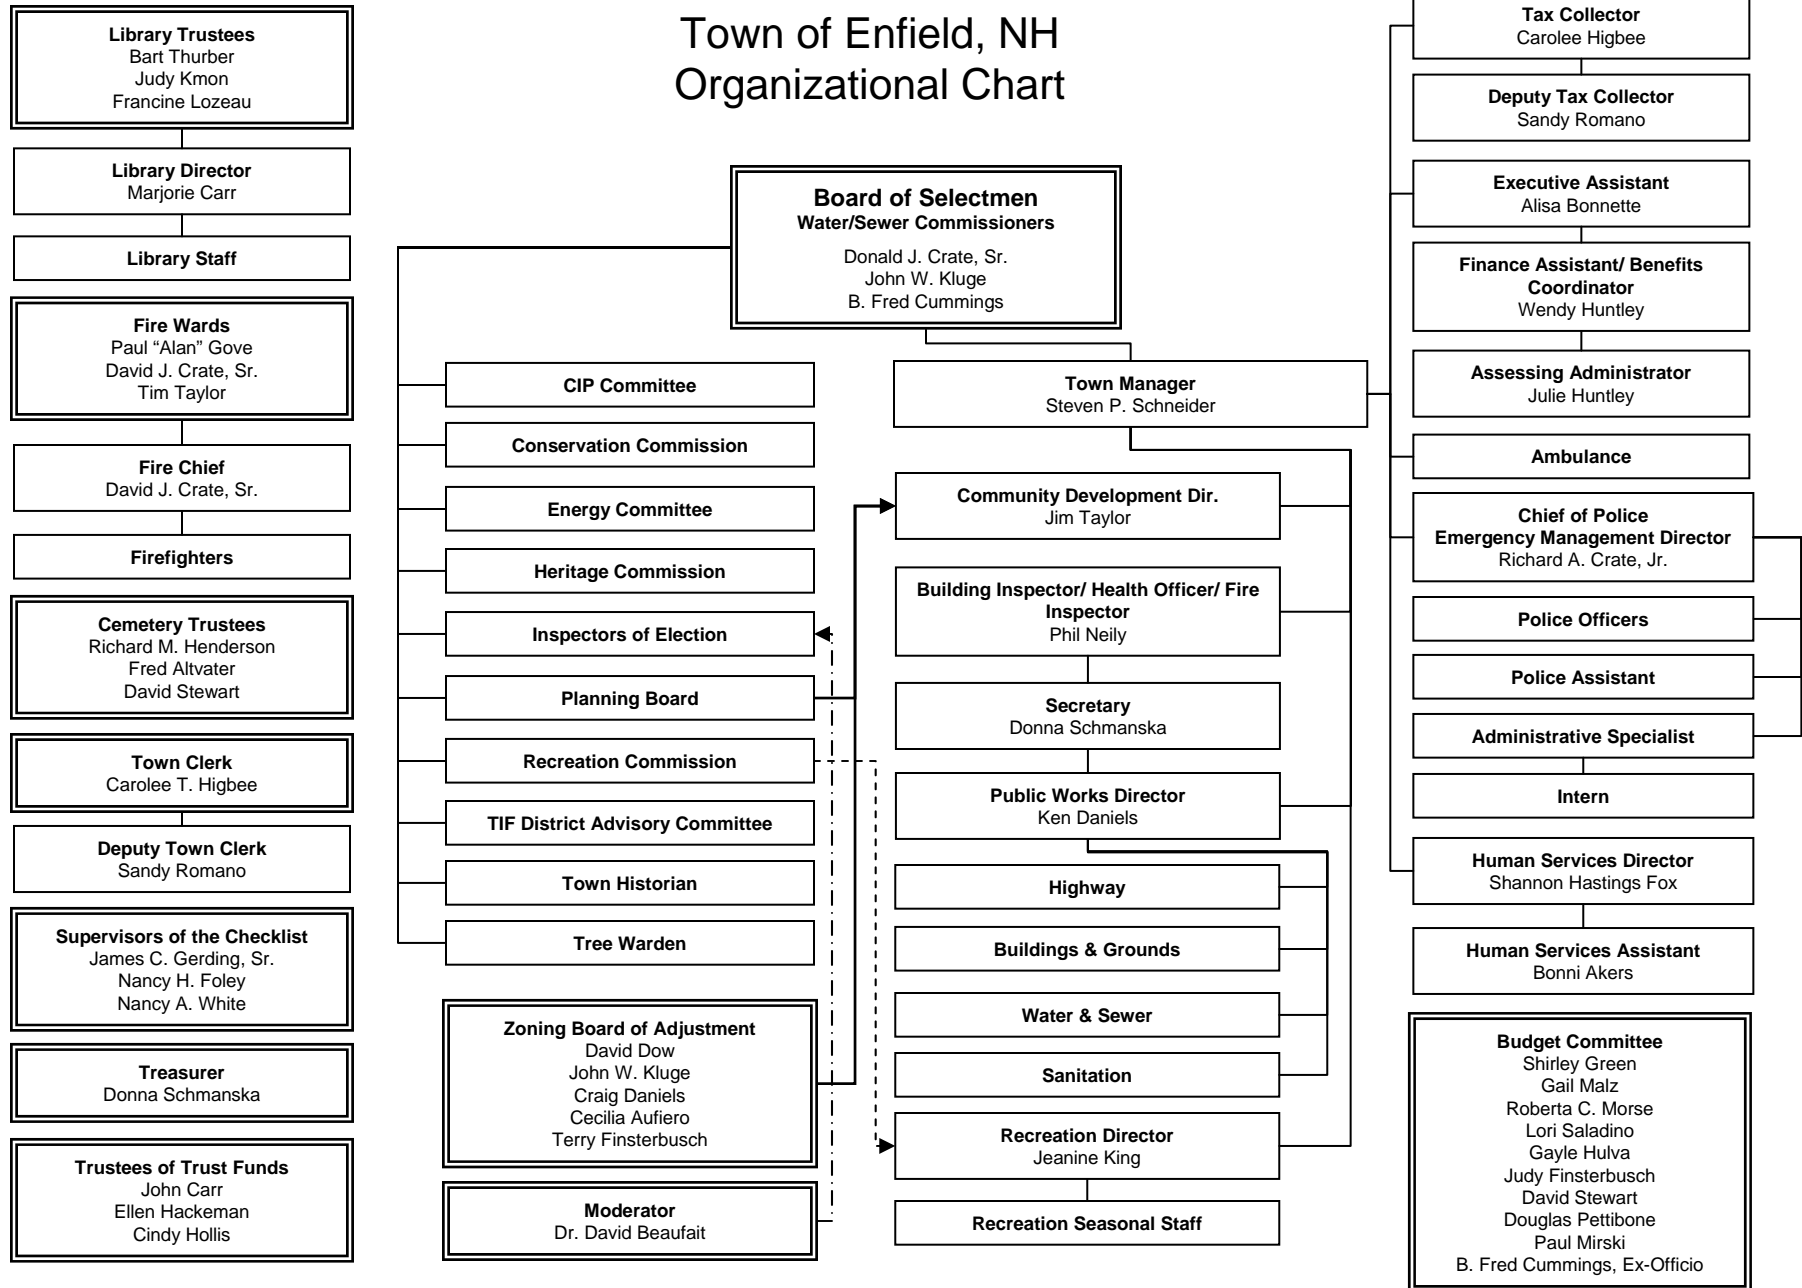 Town of Enfield, NH
Organizational Chart
Library Trustees
Bart Thurber
Judy Kmon
Francine Lozeau
Library Director
Marjorie Carr
Library Staff
Fire Wards
Paul “Alan” Gove
David J. Crate, Sr.
Tim Taylor
Fire Chief
David J. Crate, Sr.
Firefighters
Cemetery Trustees
Richard M. Henderson
Fred Altvater
David Stewart
Town Clerk
Carolee T. Higbee
Deputy Town Clerk
Sandy Romano
Supervisors of the Checklist
James C. Gerding, Sr.
Nancy H. Foley
Nancy A. White
Treasurer
Donna Schmanska
Trustees of Trust Funds
John Carr
Ellen Hackeman
Cindy Hollis
Board of Selectmen
Water/Sewer Commissioners
Donald J. Crate, Sr.
John W. Kluge
B. Fred Cummings
CIP Committee
Conservation Commission
Energy Committee
Heritage Commission
Inspectors of Election
Planning Board
Recreation Commission
TIF District Advisory Committee
Town Historian
Tree Warden
Zoning Board of Adjustment
David Dow
John W. Kluge
Craig Daniels
Cecilia Aufiero
Terry Finsterbusch
Moderator
Dr. David Beaufait
Town Manager
Steven P. Schneider
Community Development Dir.
Jim Taylor
Building Inspector/ Health Officer/ Fire
Inspector
Phil Neily
Secretary
Donna Schmanska
Public Works Director
Ken Daniels
Highway
Buildings & Grounds
Water & Sewer
Sanitation
Recreation Director
Jeanine King
Recreation Seasonal Staff
Tax Collector
Carolee Higbee
Deputy Tax Collector
Sandy Romano
Executive Assistant
Alisa Bonnette
Finance Assistant/ Benefits
Coordinator
Wendy Huntley
Assessing Administrator
Julie Huntley
Ambulance
Chief of Police
Emergency Management Director
Richard A. Crate, Jr.
Police Officers
Police Assistant
Administrative Specialist
Intern
Human Services Director
Shannon Hastings Fox
Human Services Assistant
Bonni Akers
Budget Committee
Shirley Green
Gail Malz
Roberta C. Morse
Lori Saladino
Gayle Hulva
Judy Finsterbusch
David Stewart
Douglas Pettibone
Paul Mirski
B. Fred Cummings, Ex-Officio